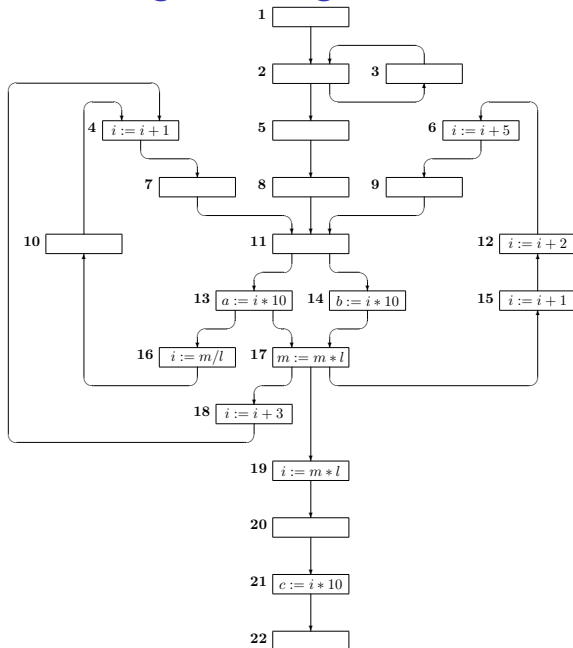 1
2
3
4 i := i + 1
5
6 i := i + 5
7
8
9
10
11
12 i := i + 2
13 a := i ∗ 10
14 b := i ∗ 10
15 i := i + 1
16 i := m/l
17 m := m ∗ l
18 i := i + 3
19 i := m ∗ l
20
21 c := i ∗ 10
22